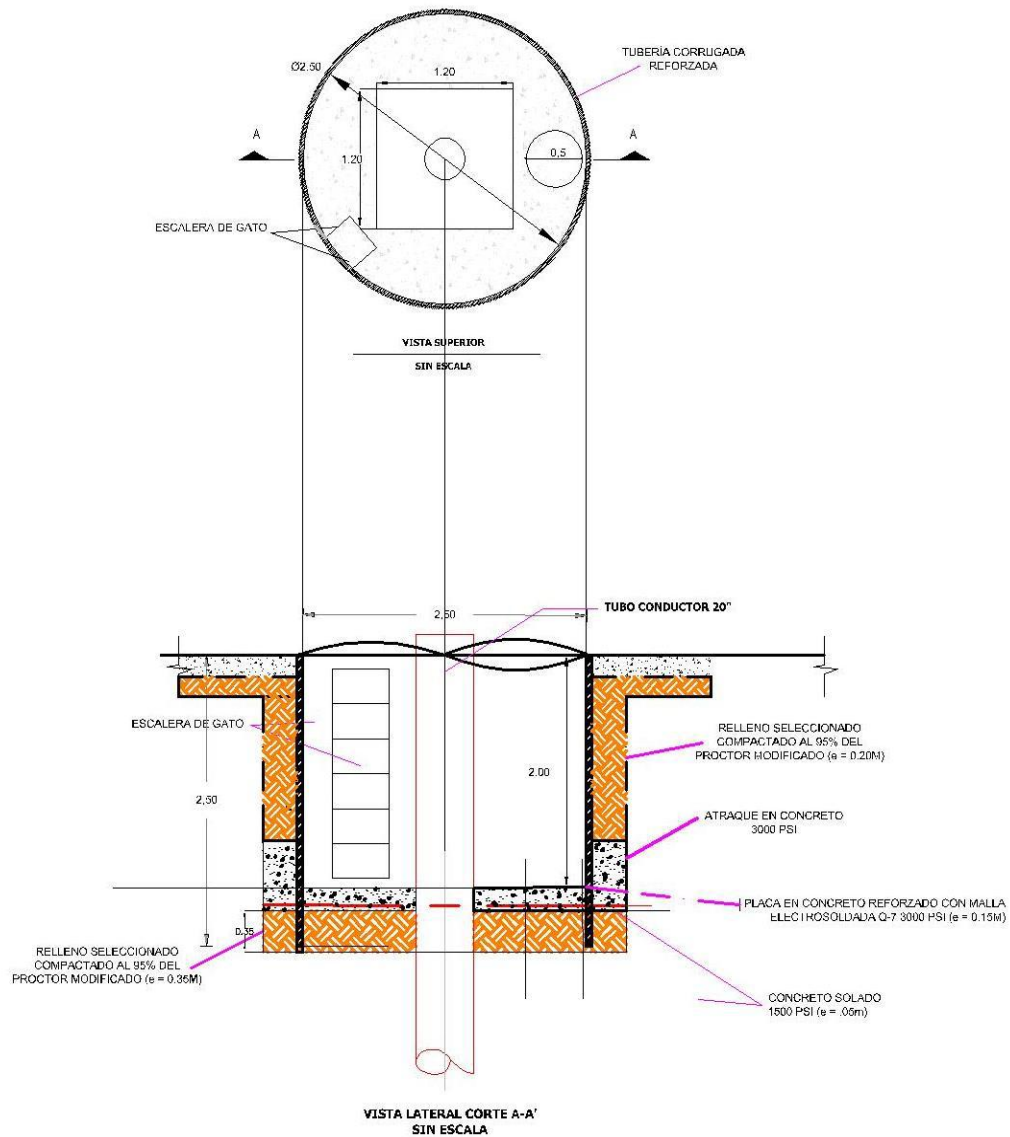 TUBERÍA CORRUGADA
REFORZADA
Ø2.50
1.20
A
A
1.20
0.5
ESCALERA DE GATO
VISTA SUPERIOR
SIN ESCALA
2,50
TUBO CONDUCTOR 20"
ESCALERA DE GATO
RELLENO SELECCIONADO
COMPACTADO AL 95% DEL
PROCTOR MODIFICADO (e = 0.20M)
2.00
2,50
ATRAQUE EN CONCRETO
3000 PSI
PLACA EN CONCRETO REFORZADO CON MALLA
ELECTROSOLDADA Q-7 3000 PSI (e = 0.15M)
0.35
RELLENO SELECCIONADO
COMPACTADO AL 95% DEL
PROCTOR MODIFICADO (e = 0.35M)
CONCRETO SOLADO
1500 PSI (e = .05m)
VISTA LATERAL CORTE A-A'
SIN ESCALA